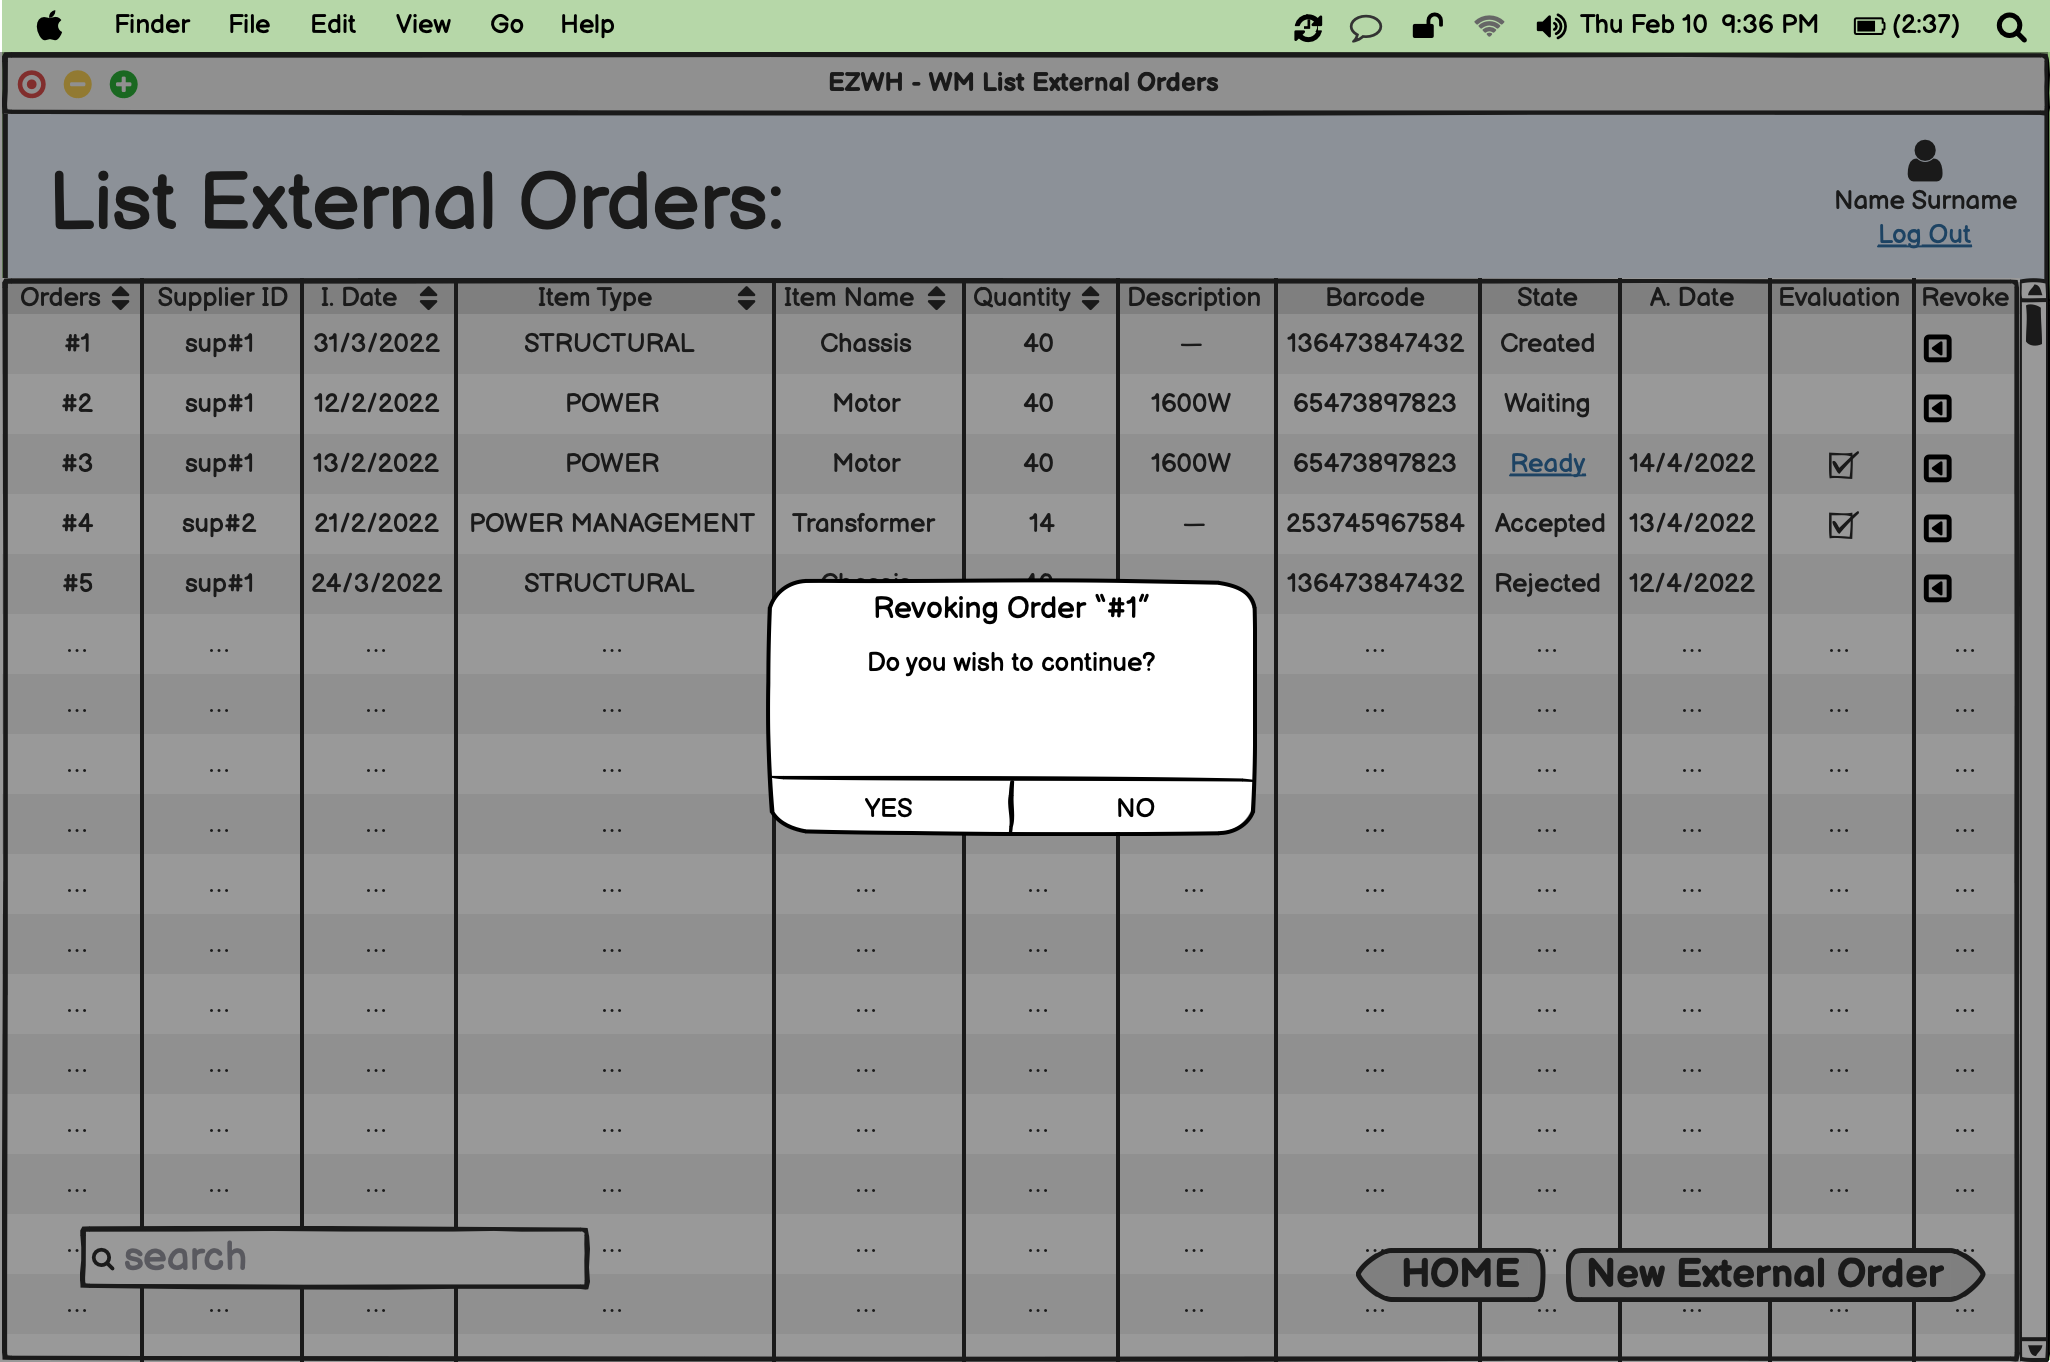 Finder File Edit View Go Help Thu Feb 10 9:36 PM (2:37)
EZWH - WM List External Orders
List External Orders:
Name Surname
Log Out
Orders Supplier ID I. Date Item Type Item Name Quantity Description Barcode State A. Date Evaluation Revoke
#1 sup#1 31/3/2022 STRUCTURAL Chassis 40 — 136473847432 Created
#2 sup#1 12/2/2022 POWER Motor 40 1600W 65473897823 Waiting
#3 sup#1 13/2/2022 POWER Motor 40 1600W 65473897823 Ready 14/4/2022
#4 sup#2 21/2/2022 POWER MANAGEMENT Transformer 14 — 253745967584 Accepted 13/4/2022
#5 sup#1 24/3/2022 STRUCTURAL 136473847432 Rejected 12/4/2022
Revoking Order “#1”
Do you wish to continue?
YES NO
... ... ... ... ... ... ... ... ...
... ... ... ... ... ... ... ... ...
... ... ... ... ... ... ... ... ...
... ... ... ... ... ... ... ... ...
... ... ... ... ... ... ... ... ... ... ... ...
... ... ... ... ... ... ... ... ... ... ... ...
... ... ... ... ... ... ... ... ... ... ... ...
... ... ... ... ... ... ... ... ... ... ... ...
... ... ... ... ... ... ... ... ... ... ... ...
... ... ... ... ... ... ... ... ... ... ... ...
search ... ... ... ... HOME New External Order
... ... ... ... ... ... ... ... ... ... ... ...